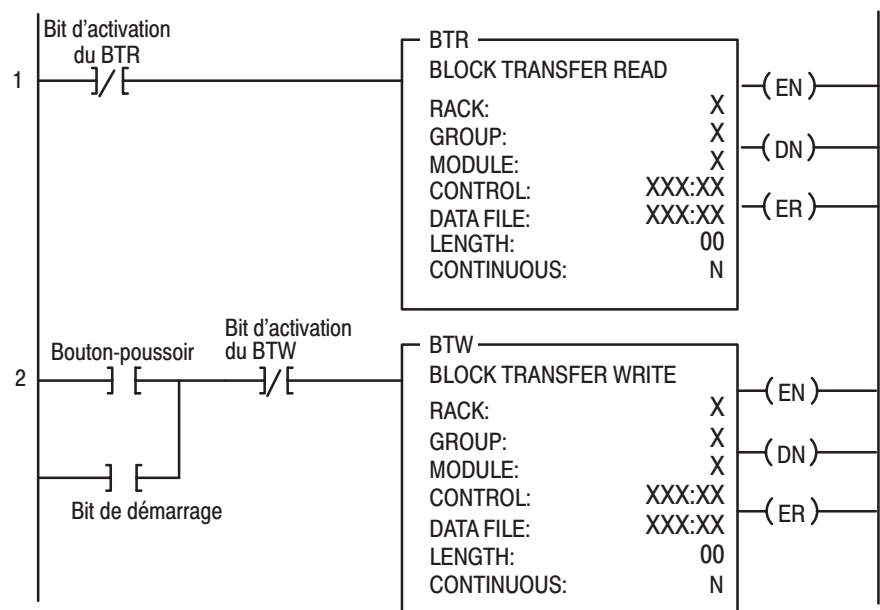 Bit d'activation
du BTR
1
BTR
BLOCK TRANSFER READ
RACK: X
GROUP: X
MODULE: X
CONTROL: XXX:XX
DATA FILE: XXX:XX
LENGTH: 00
CONTINUOUS: N
EN
DN
ER
2
Bouton-poussoir
Bit d'activation
du BTW
Bit de démarrage
BTW
BLOCK TRANSFER WRITE
RACK: X
GROUP: X
MODULE: X
CONTROL: XXX:XX
DATA FILE: XXX:XX
LENGTH: 00
CONTINUOUS: N
EN
DN
ER